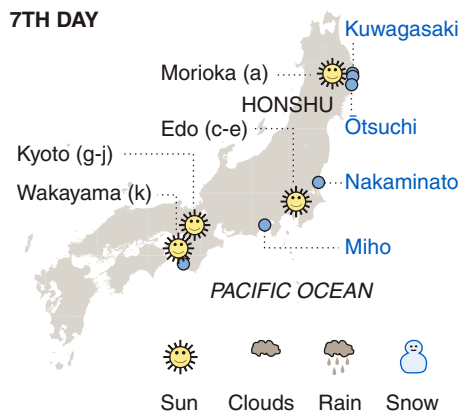 7TH DAY
Kuwagasaki
Morioka (a)
HONSHU
Edo (c-e)
Ōtsuchi
Kyoto (g-j)
Wakayama (k)
Nakaminato
Miho
PACIFIC OCEAN
Sun
Clouds
Rain
Snow